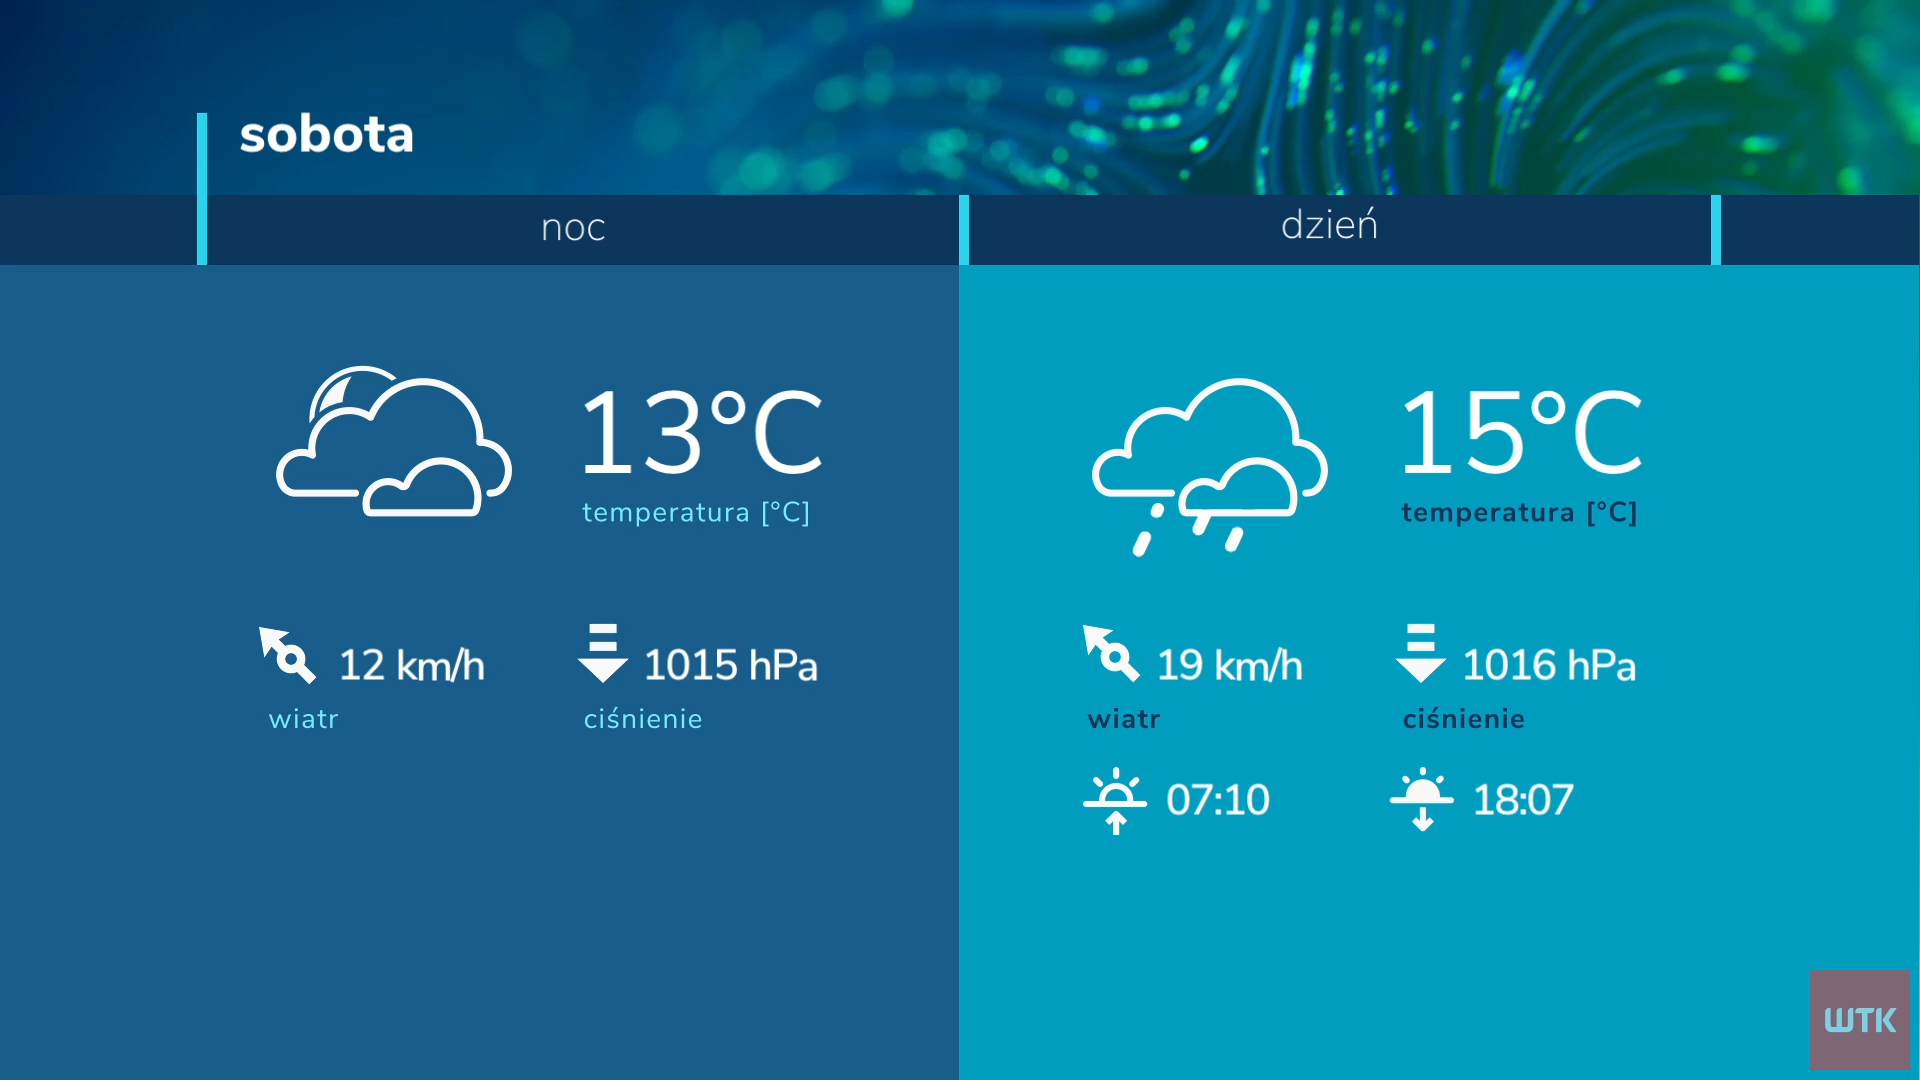 sobota
noc
dzień
13°C
temperatura [°C]
12 km/h
wiatr
1015 hPa
ciśnienie
15°C
temperatura [°C]
19 km/h
wiatr
1016 hPa
ciśnienie
07:10
18:07
WTK